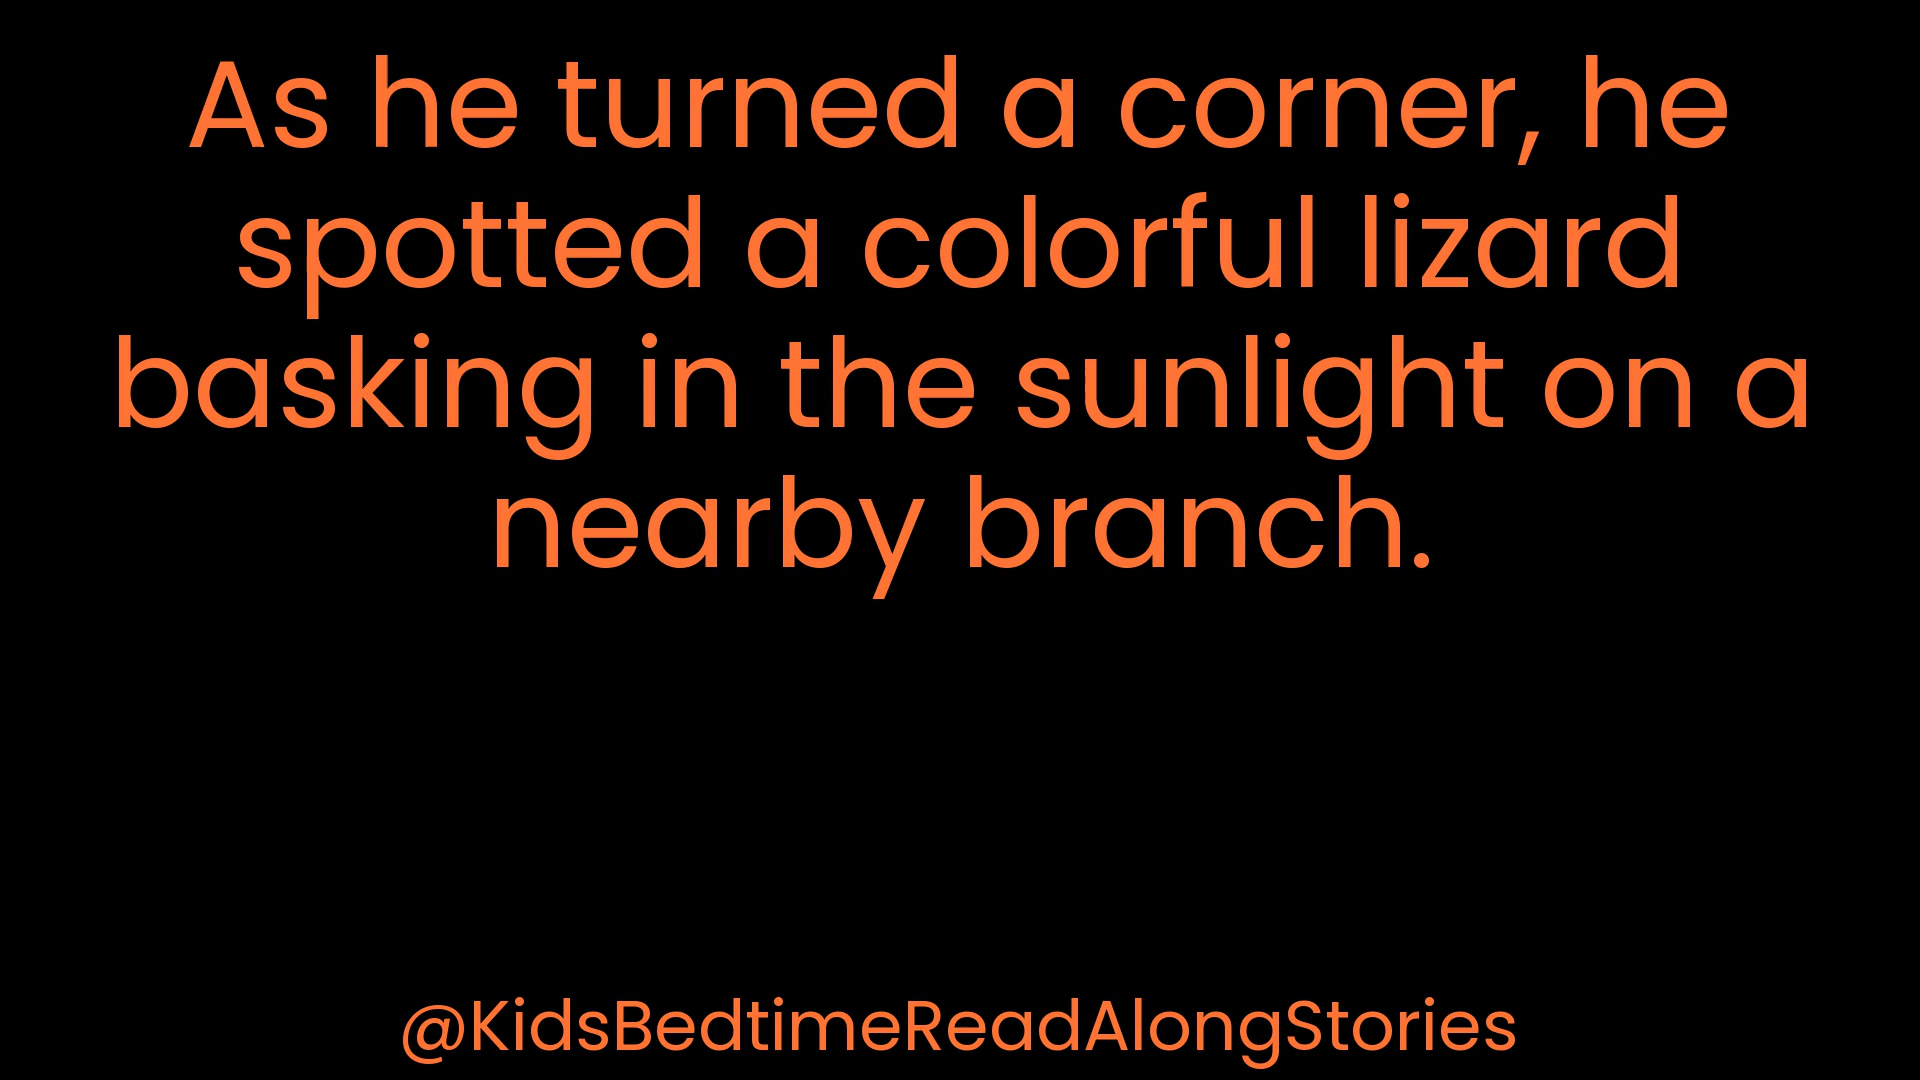 As he turned a corner, he
spotted a colorful lizard
basking in the sunlight on a
nearby branch.
@KidsBedtimeReadAlongStories